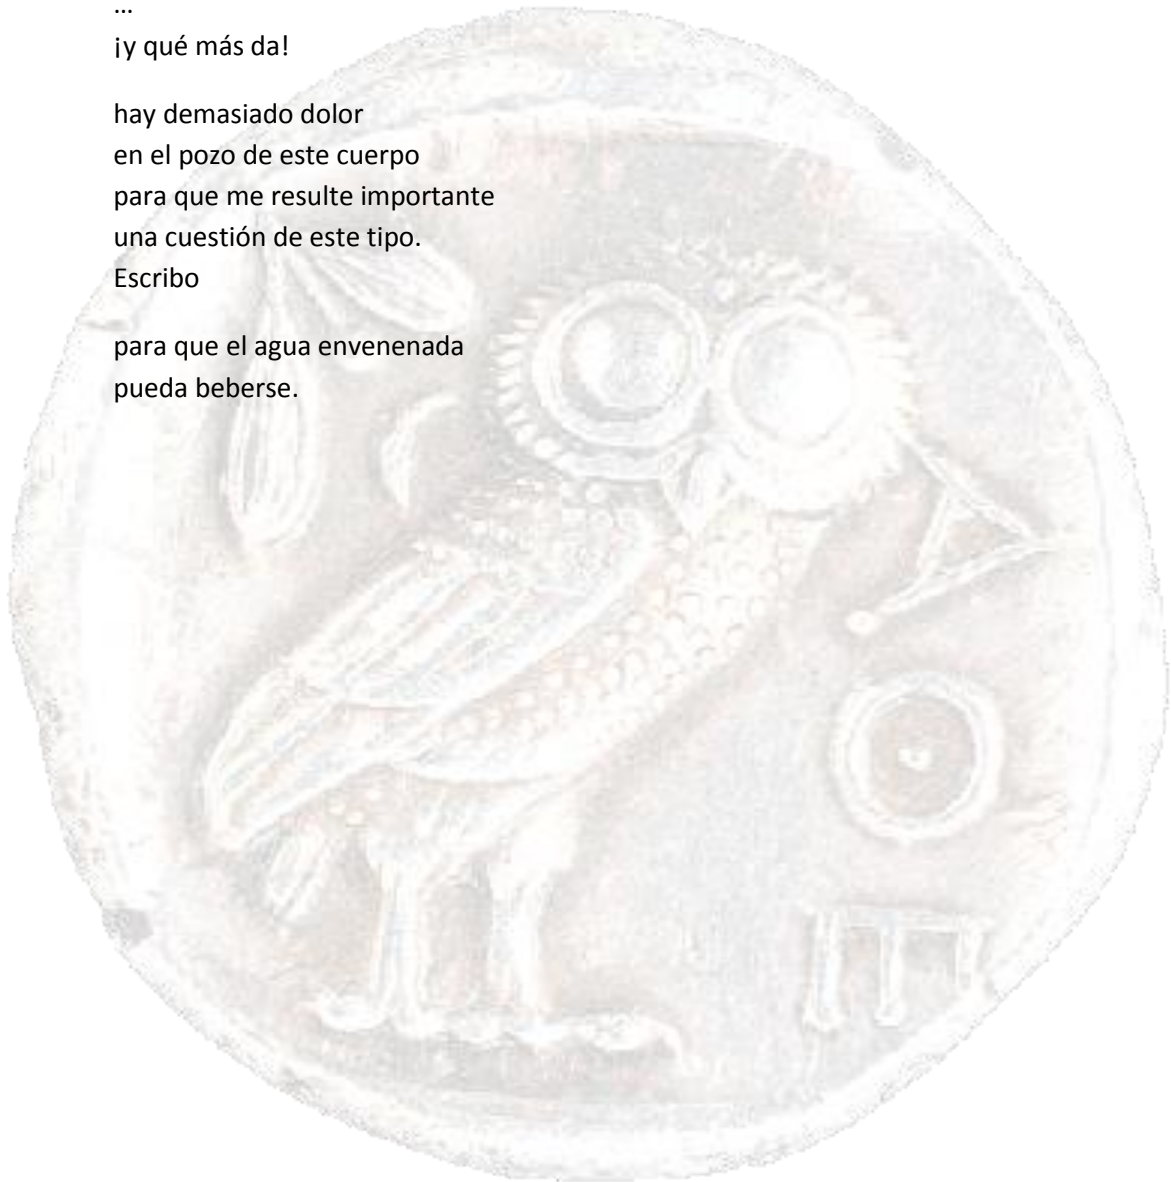 ...
¡y qué más da!
hay demasiado dolor
en el pozo de este cuerpo
para que me resulte importante
una cuestión de este tipo.
Escribo
para que el agua envenenada
pueda beberse.
Α
Θ
Ε